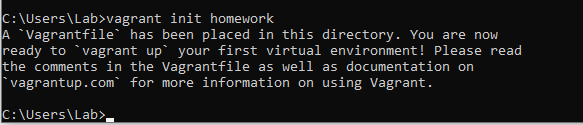 C:\Users\Lab>vagrant init homework
A `Vagrantfile` has been placed in this directory. You are now
ready to `vagrant up` your first virtual environment! Please read
the comments in the Vagrantfile as well as documentation on
`vagrantup.com` for more information on using Vagrant.
C:\Users\Lab>